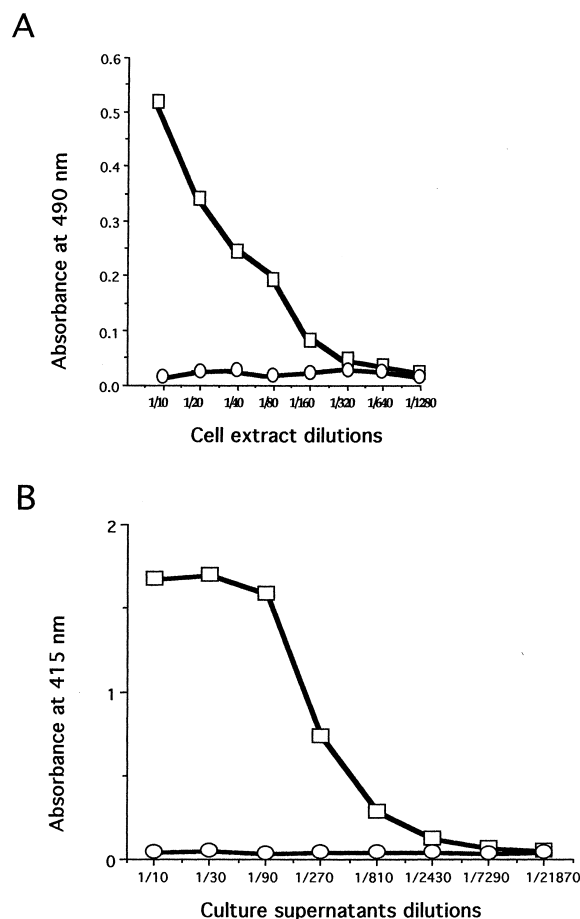 A
0.6
0.5
0.4
0.3
0.2
0.1
0.0
Absorbance at 490 nm
1/10 1/20 1/40 1/80 1/160 1/320 1/640 1/1280
Cell extract dilutions
B
2
1
0
Absorbance at 415 nm
1/10 1/30 1/90 1/270 1/810 1/2430 1/7290 1/21870
Culture supernatants dilutions